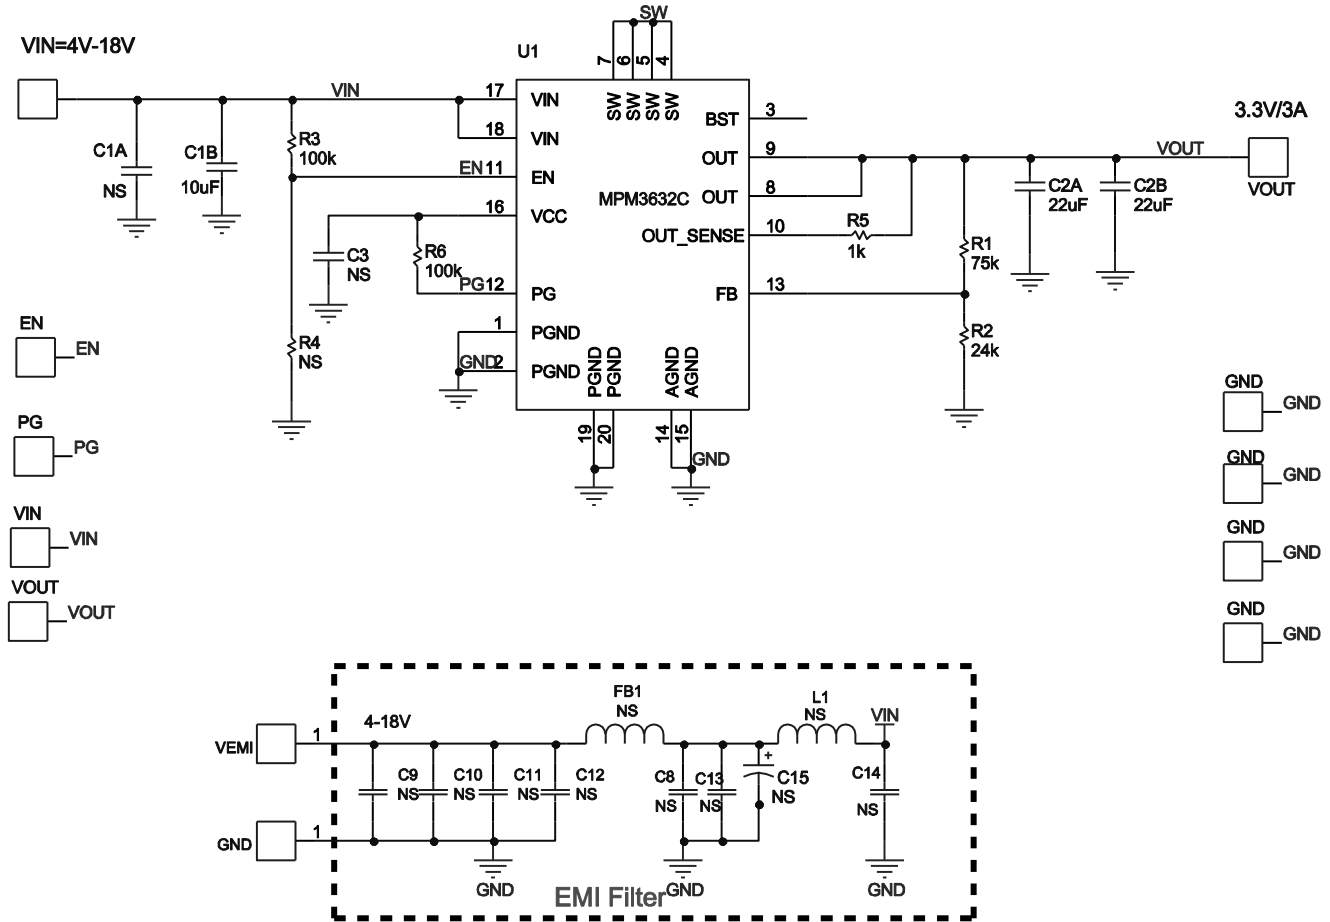 SW
VIN=4V-18V
U1
7 6 5 4
VIN 17 VIN
SW SW SW SW
BST 3
3.3V/3A
18 VIN
R3
100k
C1A
NS
C1B
10uF
OUT 9
VOUT
VOUT
EN 11 EN
MPM3632C
OUT 8
C2A
22uF
C2B
22uF
16 VCC
R5
1k
OUT_SENSE 10
C3
NS
R6
100k
R1
75k
PG 12 PG
FB 13
1 PGND
R4
NS
R2
24k
GND 2 PGND
PGND PGND
AGND AGND
19 20
14 15
GND
EN
EN
PG
PG
VIN
VIN
VOUT
VOUT
GND
GND
GND
GND
GND
GND
GND
GND
VEMI 1
4-18V
FB1
NS
L1
NS
VIN
C9
NS
C10
NS
C11
NS
C12
NS
C8
NS
C13
NS
+
C15
NS
C14
NS
GND 1
GND
GND
GND
EMI Filter